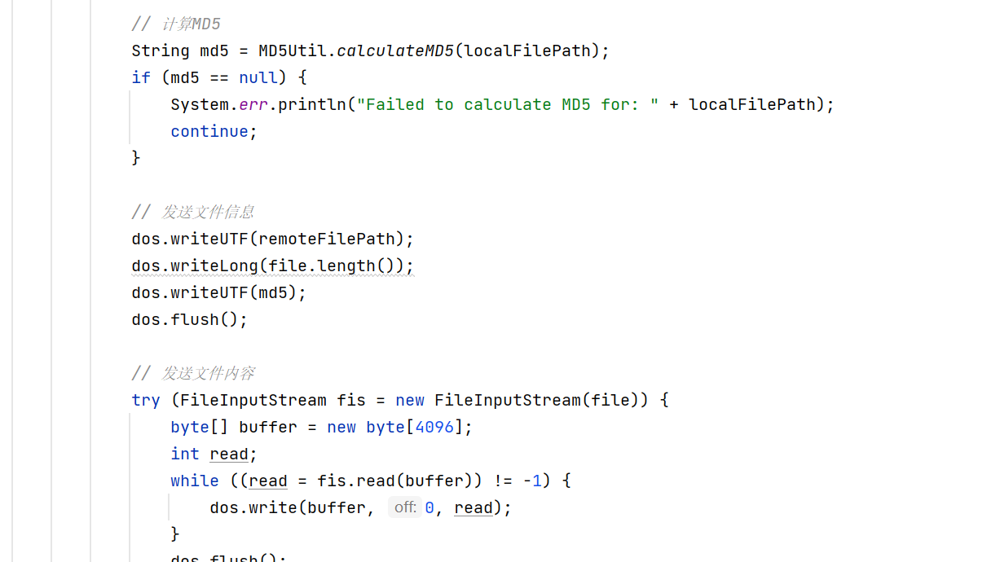 // 计算MD5
String md5 = MD5Util.calculateMD5(localFilePath);
if (md5 == null) {
System.err.println("Failed to calculate MD5 for: " + localFilePath);
continue;
}
// 发送文件信息
dos.writeUTF(remoteFilePath);
dos.writeLong(file.length());
dos.writeUTF(md5);
dos.flush();
// 发送文件内容
try (FileInputStream fis = new FileInputStream(file)) {
byte[] buffer = new byte[4096];
int read;
while ((read = fis.read(buffer)) != -1) {
dos.write(buffer, off: 0, read);
}
dos.flush();